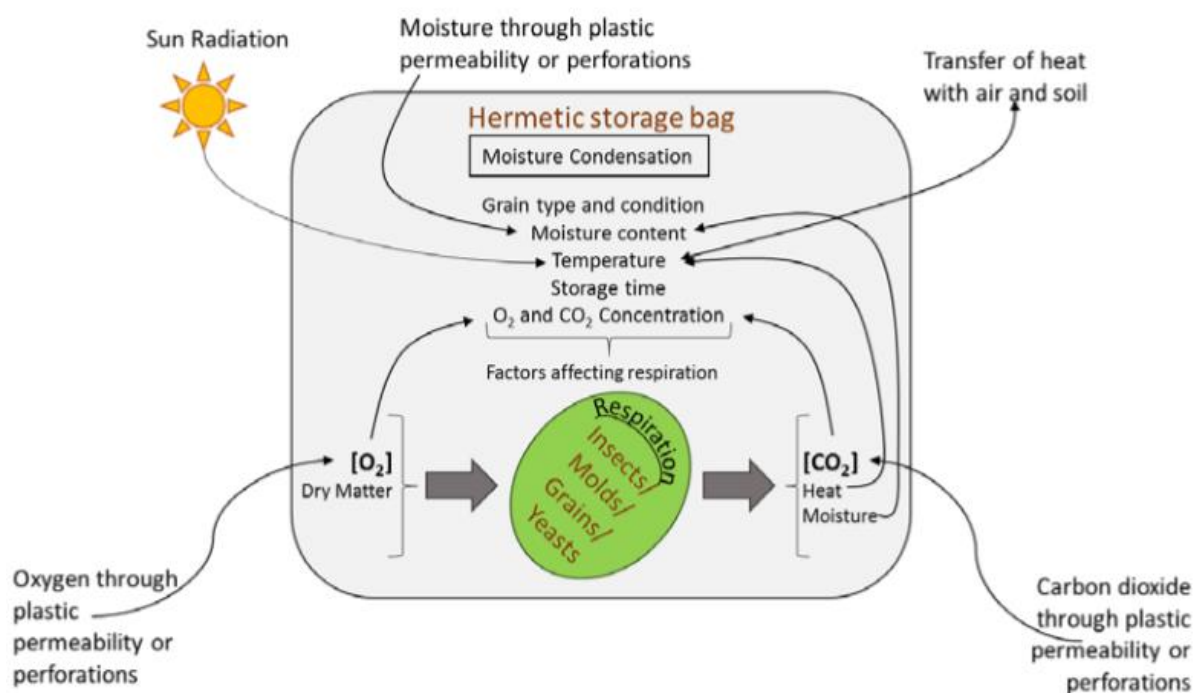 Sun Radiation
Moisture through plastic
permeability or perforations
Transfer of heat
with air and soil
Hermetic storage bag
Moisture Condensation
Grain type and condition
Moisture content
Temperature
Storage time
O₂ and CO₂ Concentration
Factors affecting respiration
[O₂]
Dry Matter
Respiration
Insects/
Molds/
Grains/
Yeasts
[CO₂]
Heat
Moisture
Oxygen through
plastic
permeability or
perforations
Carbon dioxide
through plastic
permeability or
perforations